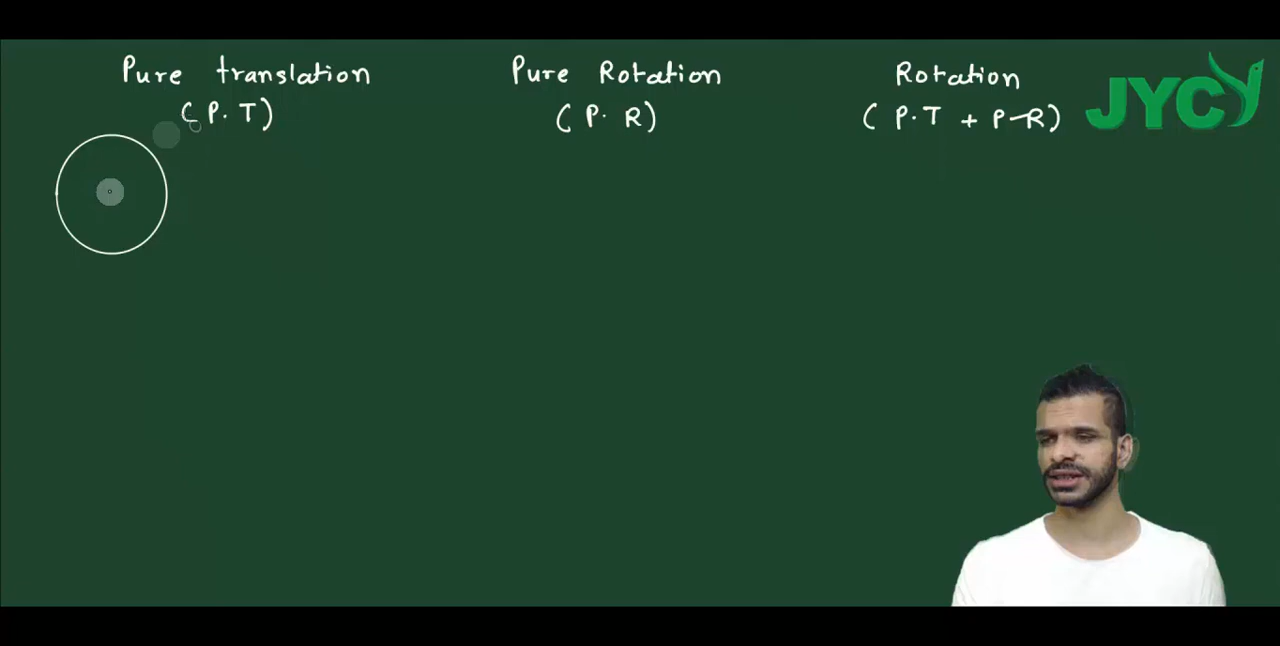 Pure translation
(P.T)
Pure Rotation
(P.R)
Rotation
(P.T + P-R)
JYC